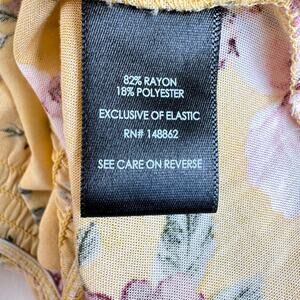 82% RAYON
18% POLYESTER
EXCLUSIVE OF ELASTIC
RN# 148862
SEE CARE ON REVERSE